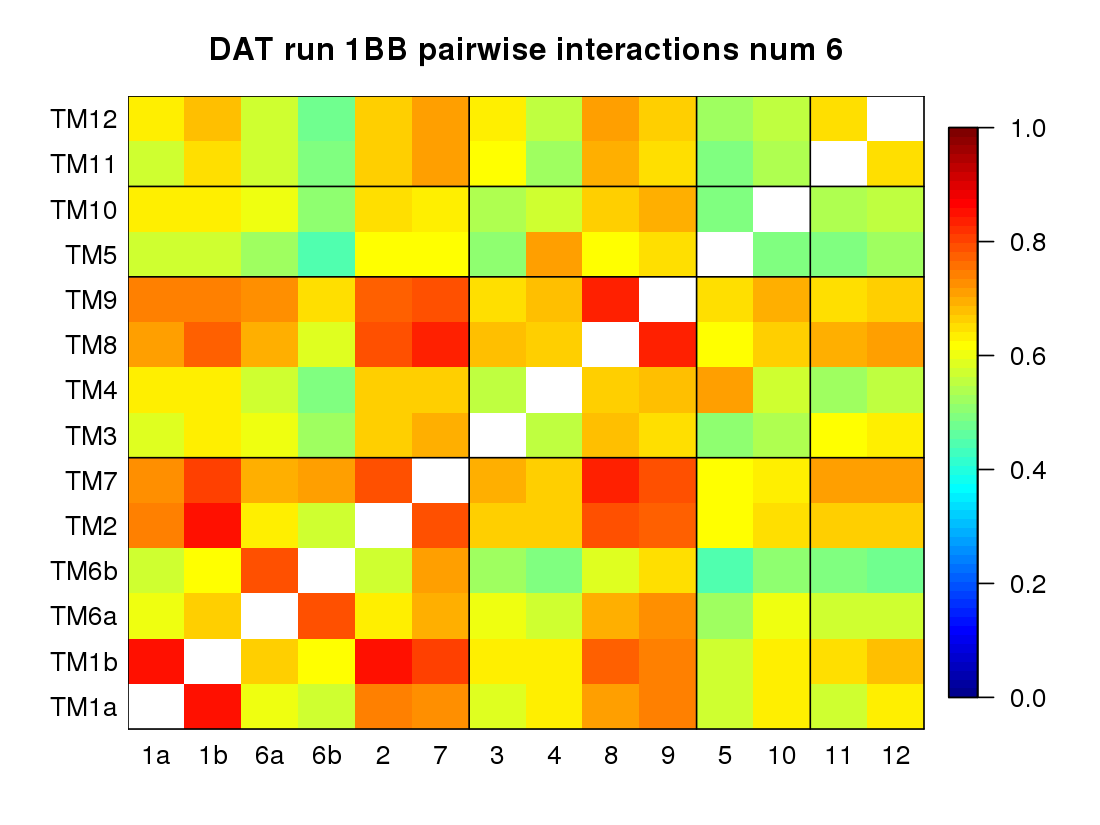 DAT run 1BB pairwise interactions num 6
TM12
TM11
TM10
TM5
TM9
TM8
TM4
TM3
TM7
TM2
TM6b
TM6a
TM1b
TM1a
1a 1b 6a 6b 2 7 3 4 8 9 5 10 11 12
1.0
0.8
0.6
0.4
0.2
0.0